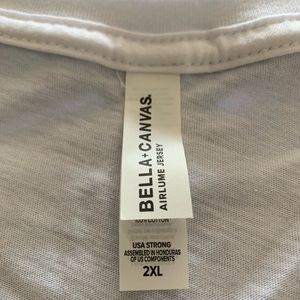 BELLA+CANVAS.
AIRLUME JERSEY
100% COTTON
USA STRONG
ASSEMBLED IN HONDURAS
OF US COMPONENTS
2XL